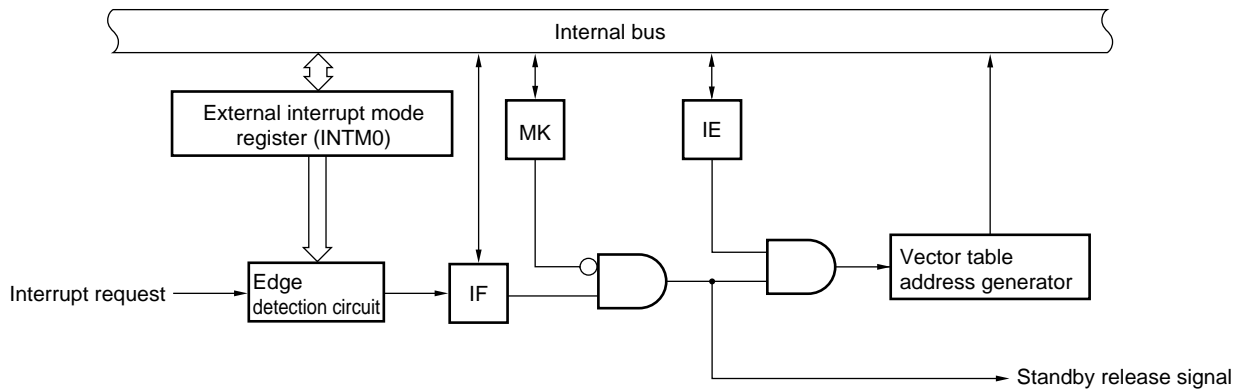 Internal bus
External interrupt mode
register (INTM0)
MK
IE
Interrupt request
Edge
detection circuit
IF
Vector table
address generator
Standby release signal